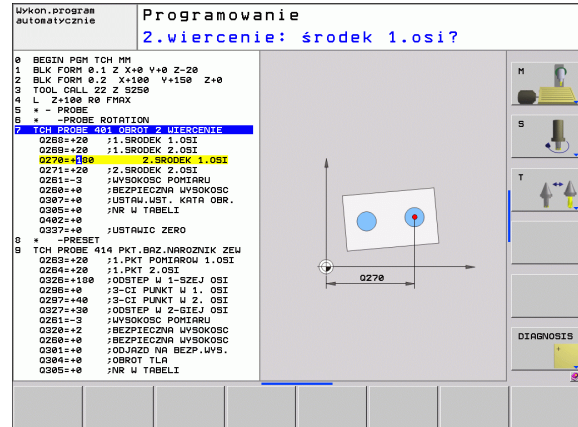 Wykon.program
automatycznie
Programowanie
2.wiercenie: środek 1.osi?
0 BEGIN PGM TCH MM
1 BLK FORM 0.1 Z X+0 Y+0 Z-20
2 BLK FORM 0.2 X+100 Y+150 Z+0
3 TOOL CALL 22 Z S250
4 L Z+100 R0 FMAX
5 * - PROBE
6 * -PROBE ROTATION
7 TCH PROBE 401 OBROT 2 WIERCENIE
Q268=+20 ;1.SRODEK 1.OSI
Q269=+20 ;1.SRODEK 2.OSI
Q270=+180 2.SRODEK 1.OSI
Q271=+20 ;2.SRODEK 2.OSI
Q261=-3 ;WYSOKOSC POMIARU
Q260=+0 ;BEZPIECZNA WYSOKOSC
Q307=+0 ;USTAW.WST. KATA OBR.
Q305=+0 ;NR W TABELI
Q402=+0
Q337=+0 ;USTAWIC ZERO
8 * -PRESET
9 TCH PROBE 414 PKT.BAZ.NAROZNIK ZEW
Q263=+20 ;1.PKT POMIAROW 1.OSI
Q264=+20 ;1.PKT 2.OSI
Q326=+180 ;ODSTEP W 1-SZEJ OSI
Q296=+0 ;3-CI PUNKT W 1. OSI
Q297=+40 ;3-CI PUNKT W 2. OSI
Q327=+30 ;ODSTEP W 2-GIEJ OSI
Q261=-3 ;WYSOKOSC POMIARU
Q320=+2 ;BEZPIECZNA WYSOKOSC
Q260=+0 ;BEZPIECZNA WYSOKOSC
Q301=+0 ;ODJAZD NA BEZP.WYS.
Q304=+0 ;OBROT TLA
Q305=+0 ;NR W TABELI
Q270
M
S
T
DIAGNOSIS